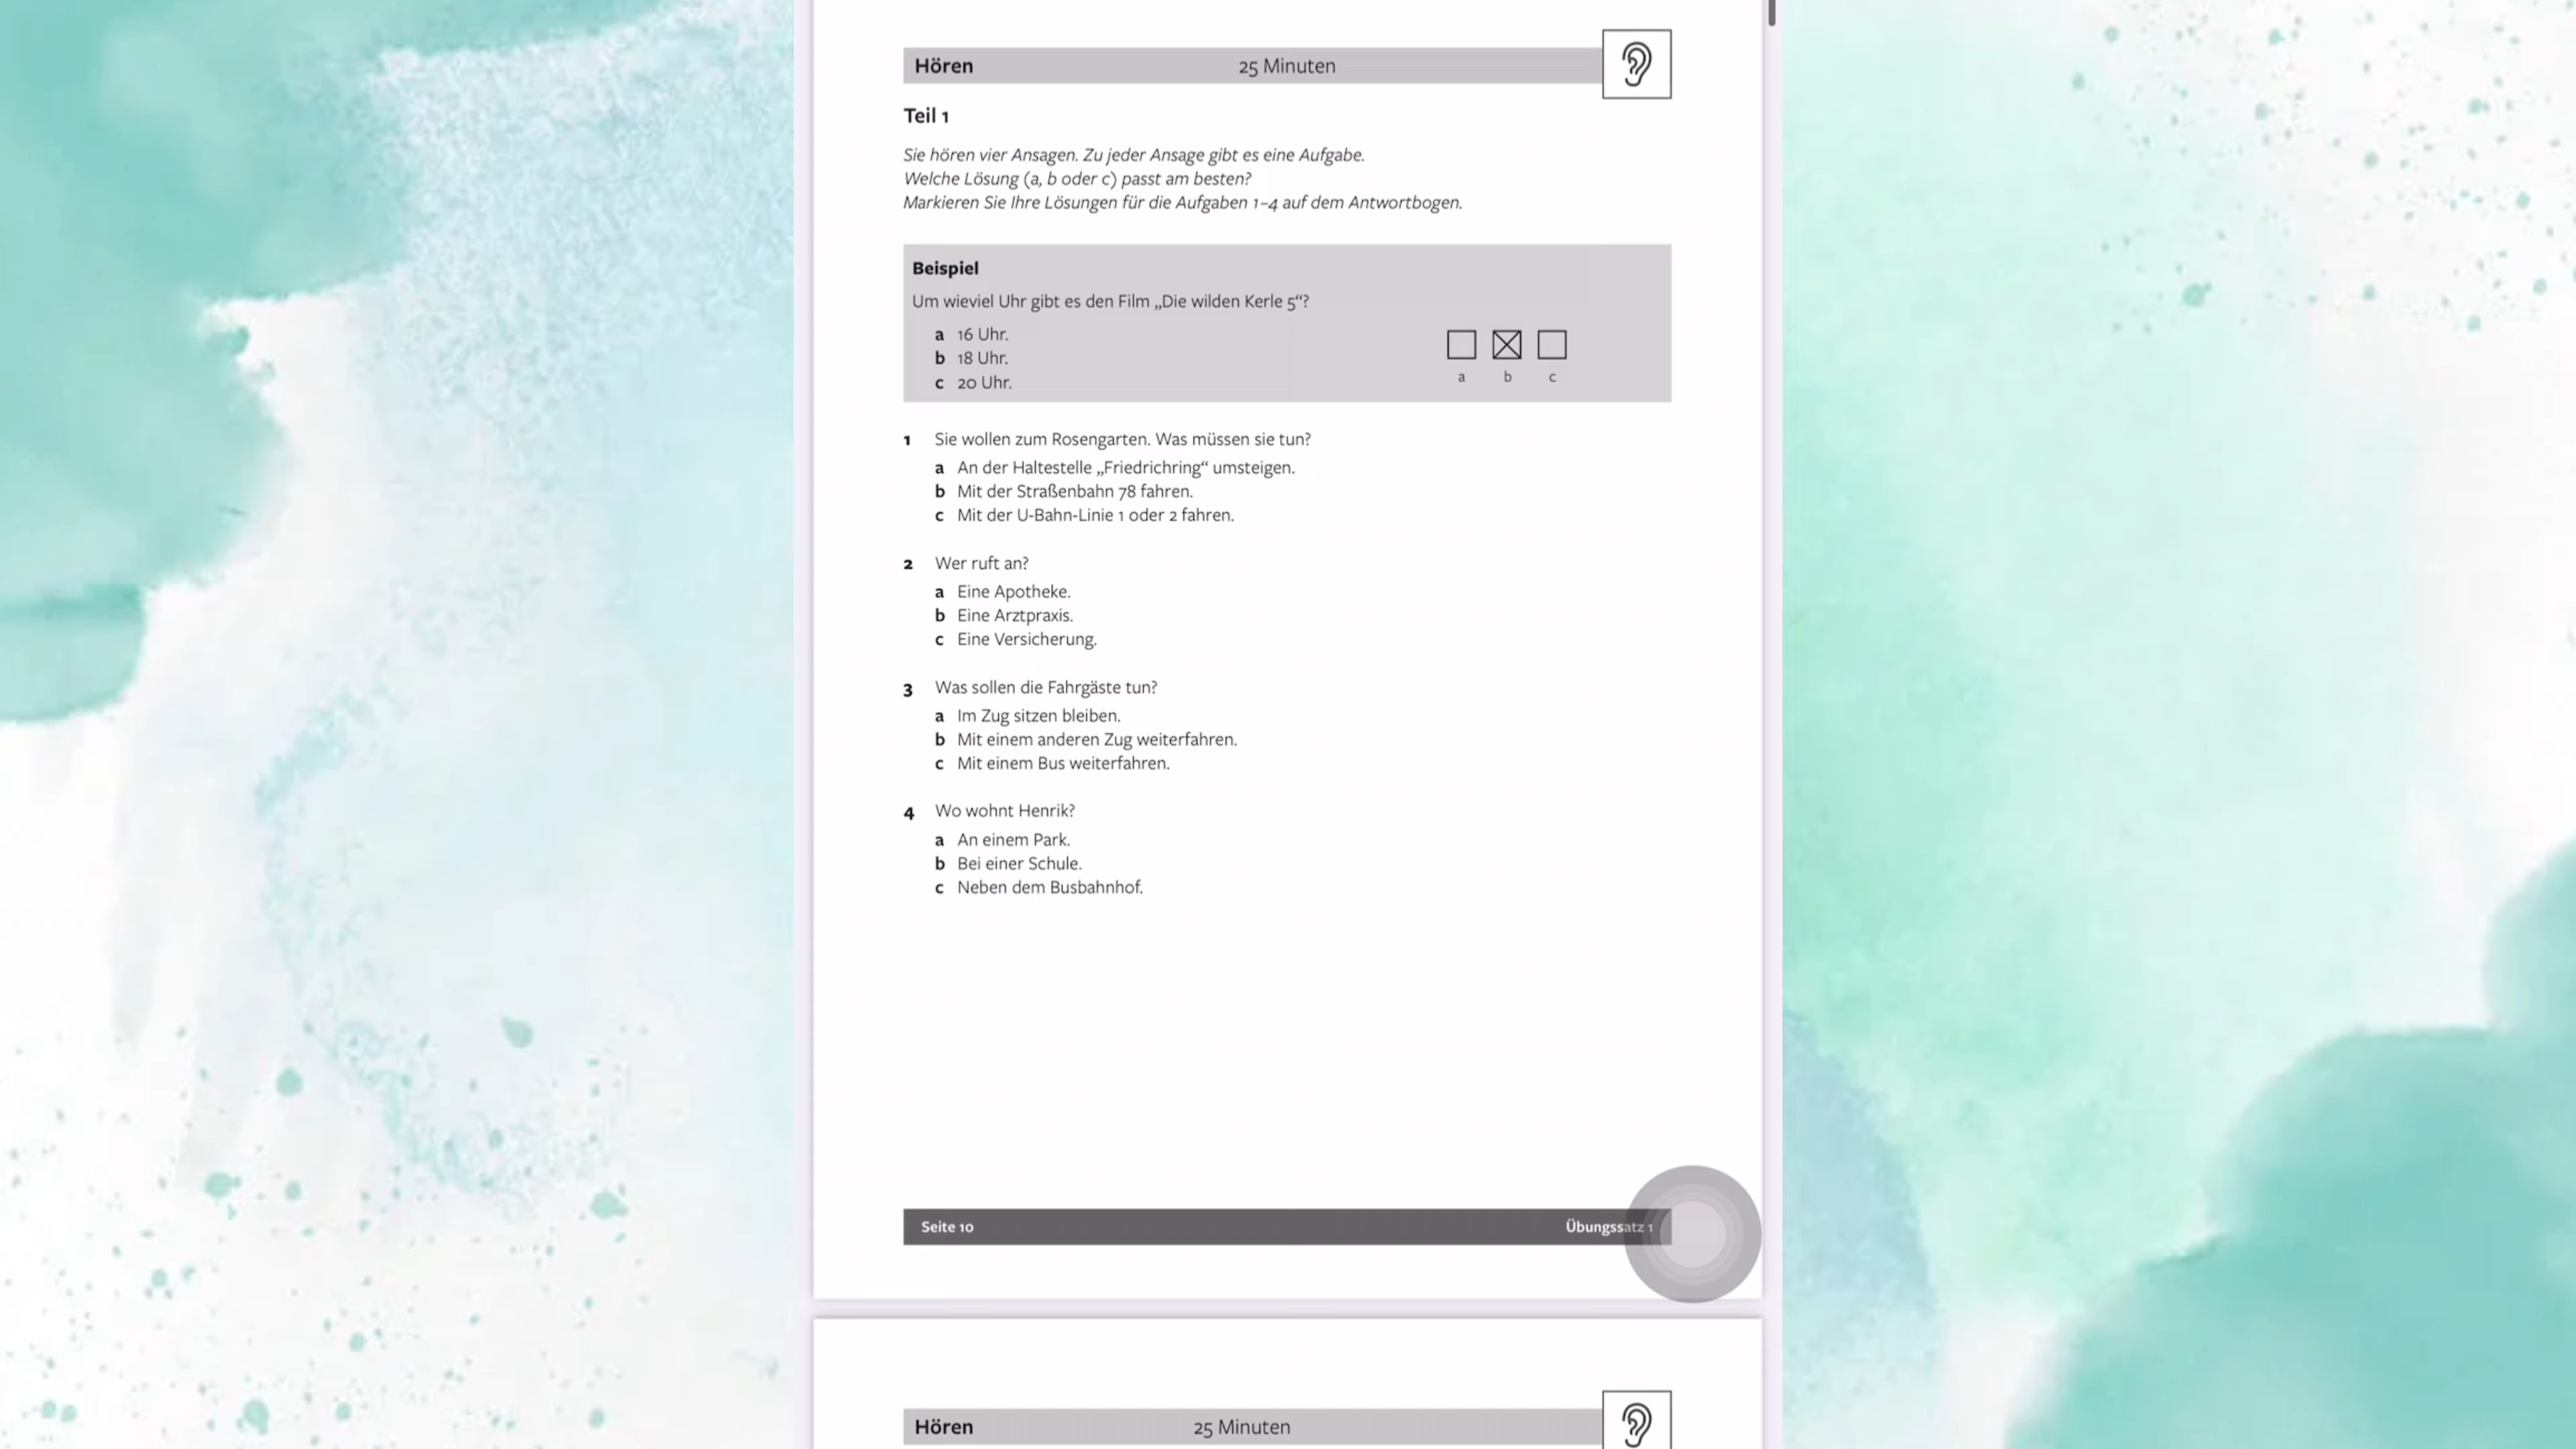 Hören 25 Minuten
Teil 1
Sie hören vier Ansagen. Zu jeder Ansage gibt es eine Aufgabe.
Welche Lösung (a, b oder c) passt am besten?
Markieren Sie Ihre Lösungen für die Aufgaben 1–4 auf dem Antwortbogen.
Beispiel
Um wieviel Uhr gibt es den Film „Die wilden Kerle 5“?
a 16 Uhr.
b 18 Uhr.
c 20 Uhr.
a b c
1 Sie wollen zum Rosengarten. Was müssen sie tun?
a An der Haltestelle „Friedrichring“ umsteigen.
b Mit der Straßenbahn 78 fahren.
c Mit der U-Bahn-Linie 1 oder 2 fahren.
2 Wer ruft an?
a Eine Apotheke.
b Eine Arztpraxis.
c Eine Versicherung.
3 Was sollen die Fahrgäste tun?
a Im Zug sitzen bleiben.
b Mit einem anderen Zug weiterfahren.
c Mit einem Bus weiterfahren.
4 Wo wohnt Henrik?
a An einem Park.
b Bei einer Schule.
c Neben dem Busbahnhof.
Seite 10 Übungssatz 1
Hören 25 Minuten